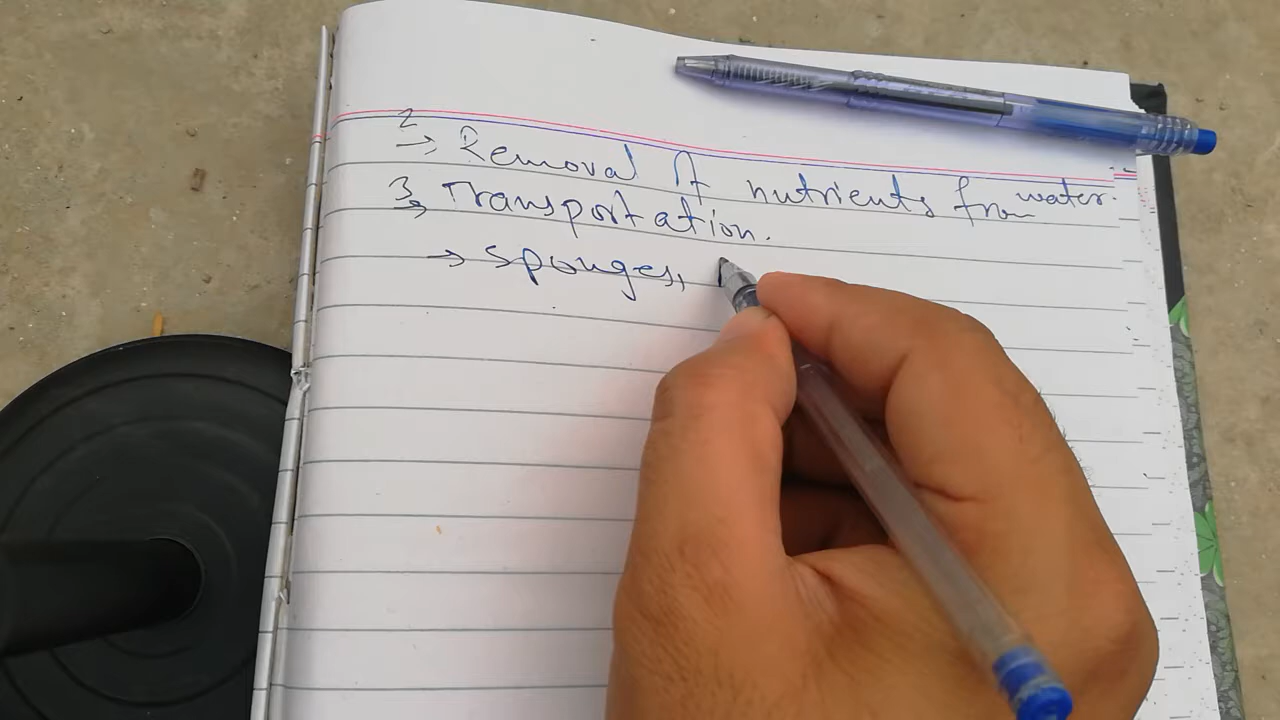 2 → Removal of nutrients from water.
3 → Transportation.
→ sponges,